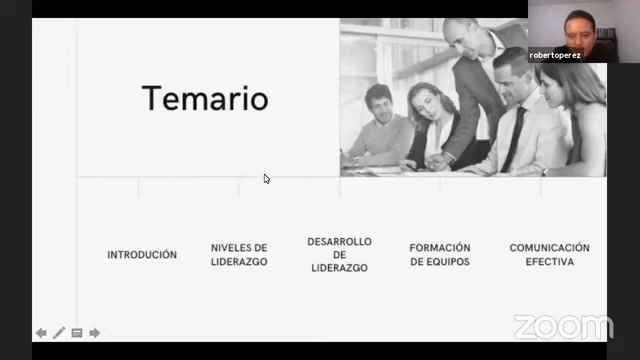 robertoperez
Temario
INTRODUCIÓN
NIVELES DE
LIDERAZGO
DESARROLLO
DE
LIDERAZGO
FORMACIÓN
DE EQUIPOS
COMUNICACIÓN
EFECTIVA
zoom